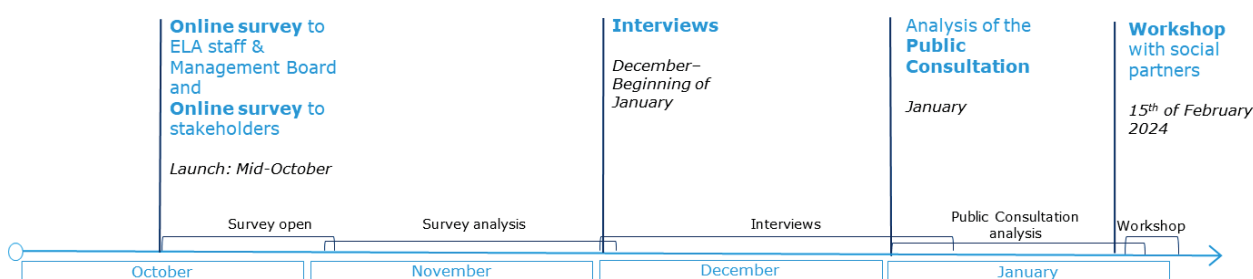 Online survey to
ELA staff &
Management Board
and
Online survey to
stakeholders
Launch: Mid-October
Interviews
December–
Beginning of
January
Analysis of the
Public
Consultation
January
Workshop
with social
partners
15th of February
2024
Survey open
Survey analysis
Interviews
Public Consultation
analysis
Workshop
October
November
December
January